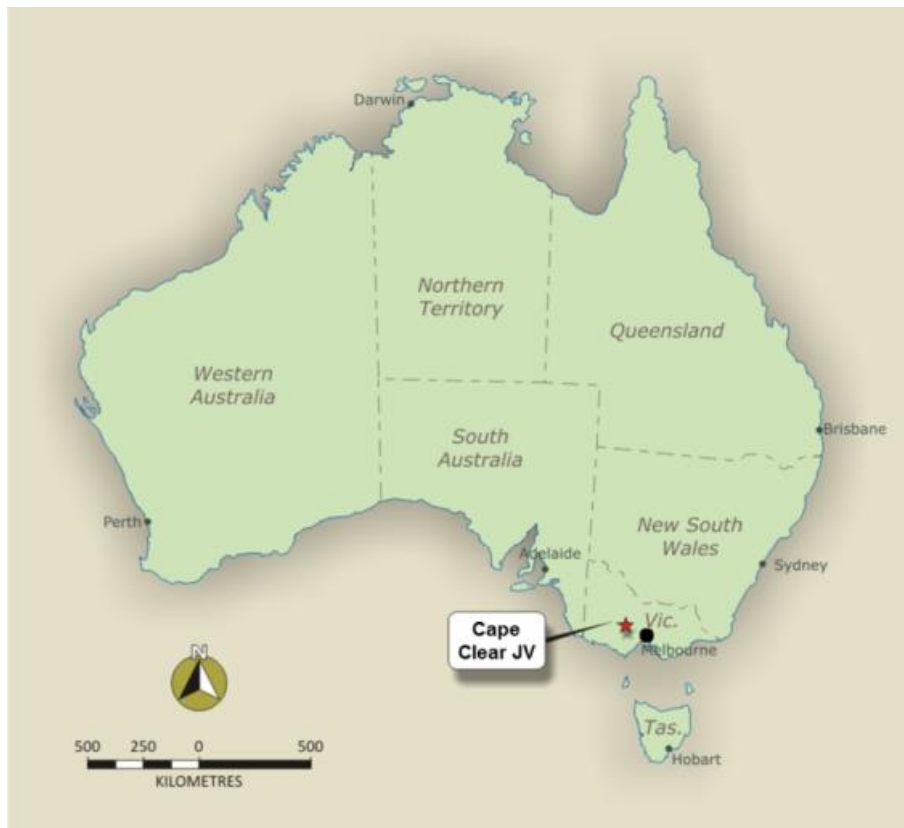 Darwin
Northern
Territory
Queensland
Western
Australia
South
Australia
Brisbane
Perth
New South
Wales
Adelaide
Sydney
Cape
Clear JV
Vic.
Melbourne
N
Tas.
Hobart
500 250 0 500
KILOMETRES